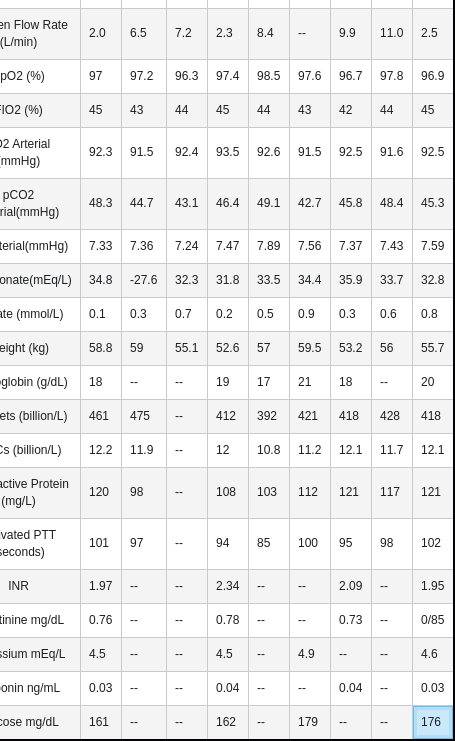 en Flow Rate
(L/min) 2.0 6.5 7.2 2.3 8.4 -- 9.9 11.0 2.5
pO2 (%) 97 97.2 96.3 97.4 98.5 97.6 96.7 97.8 96.9
FIO2 (%) 45 43 44 45 44 43 42 44 45
O2 Arterial
(mmHg) 92.3 91.5 92.4 93.5 92.6 91.5 92.5 91.6 92.5
pCO2
rial(mmHg) 48.3 44.7 43.1 46.4 49.1 42.7 45.8 48.4 45.3
terial(mmHg) 7.33 7.36 7.24 7.47 7.89 7.56 7.37 7.43 7.59
onate(mEq/L) 34.8 -27.6 32.3 31.8 33.5 34.4 35.9 33.7 32.8
ate (mmol/L) 0.1 0.3 0.7 0.2 0.5 0.9 0.3 0.6 0.8
eight (kg) 58.8 59 55.1 52.6 57 59.5 53.2 56 55.7
oglobin (g/dL) 18 -- -- 19 17 21 18 -- 20
ets (billion/L) 461 475 -- 412 392 421 418 428 418
Cs (billion/L) 12.2 11.9 -- 12 10.8 11.2 12.1 11.7 12.1
active Protein
(mg/L) 120 98 -- 108 103 112 121 117 121
ivated PTT
seconds) 101 97 -- 94 85 100 95 98 102
INR 1.97 -- -- 2.34 -- -- 2.09 -- 1.95
tinine mg/dL 0.76 -- -- 0.78 -- -- 0.73 -- 0/85
ssium mEq/L 4.5 -- -- 4.5 -- 4.9 -- -- 4.6
ponin ng/mL 0.03 -- -- 0.04 -- -- 0.04 -- 0.03
cose mg/dL 161 -- -- 162 -- 179 -- -- 176